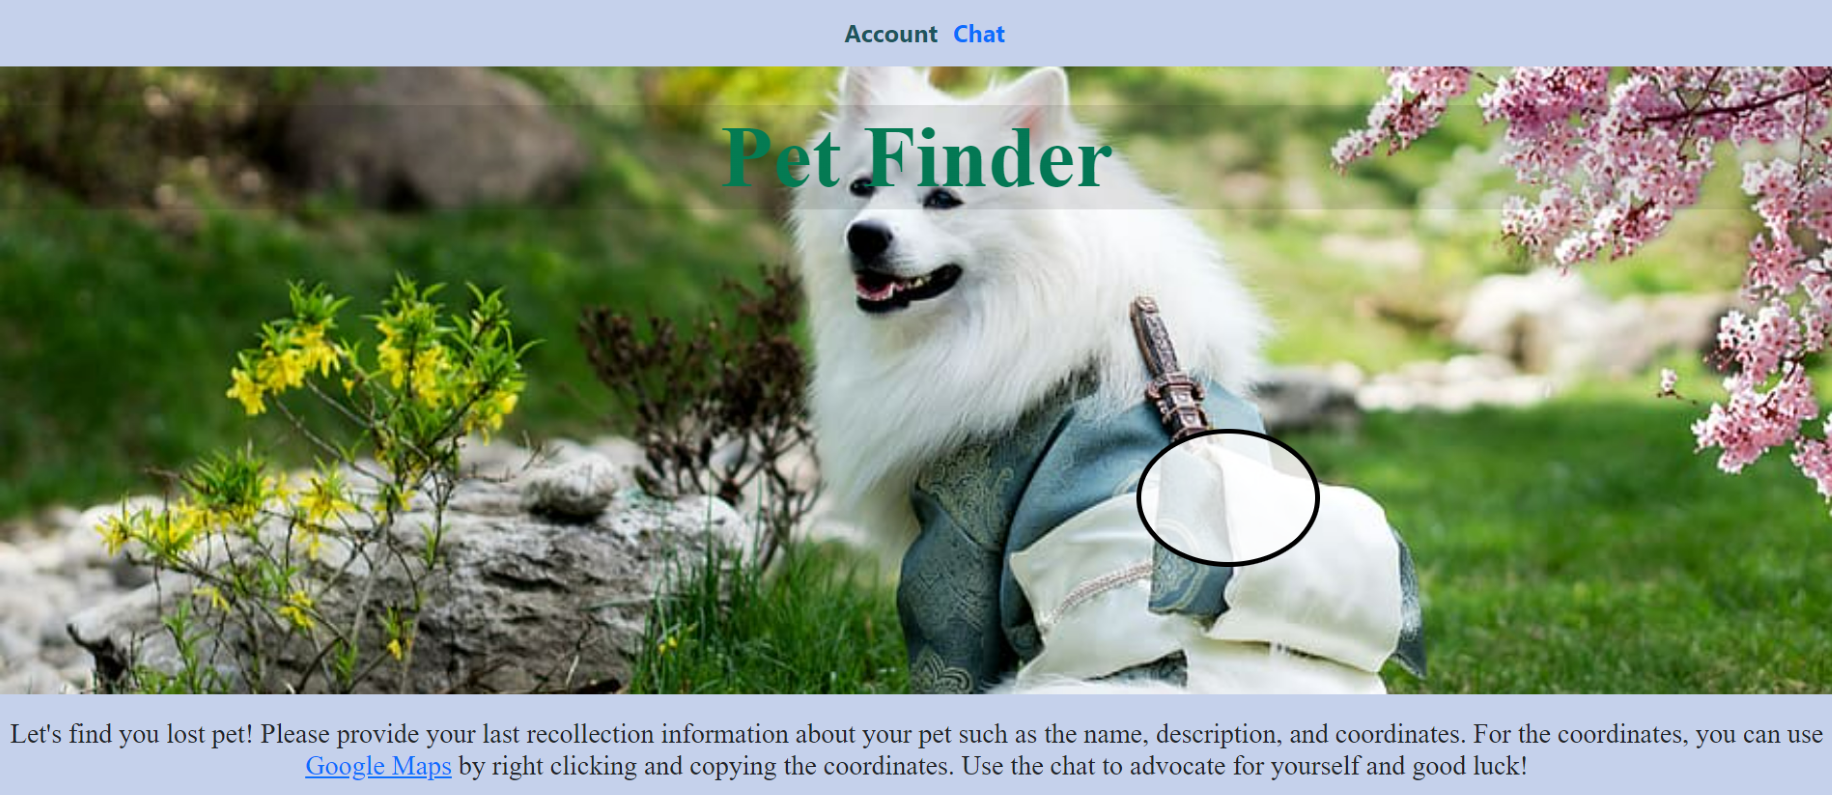 Account Chat
Pet Finder
Let's find you lost pet! Please provide your last recollection information about your pet such as the name, description, and coordinates. For the coordinates, you can use
Google Maps by right clicking and copying the coordinates. Use the chat to advocate for yourself and good luck!